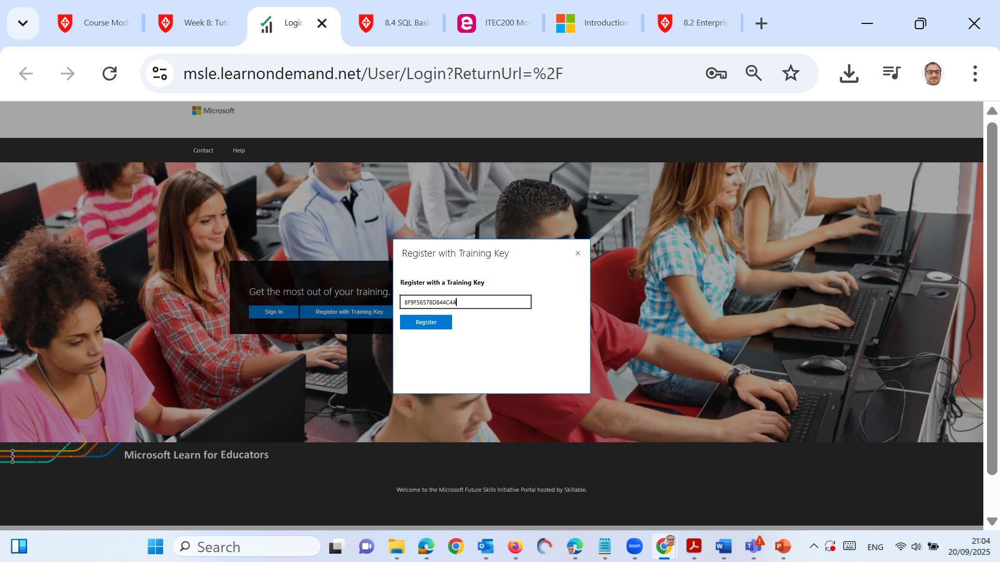 Course Modu
Week 8: Tuto
Login
8.4 SQL Basic
ITEC200 Mod
Introduction
8.2 Enterpris
msle.learnondemand.net/User/Login?ReturnUrl=%2F
Microsoft
Contact
Help
Register with Training Key
Register with a Training Key
8F9F56578D844C4A
Register
Get the most out of your training.
Sign In
Register with Training Key
Microsoft Learn for Educators
Welcome to the Microsoft Future Skills Initiative Portal hosted by Skillable.
Search
zoom
ENG
21:04
20/09/2025